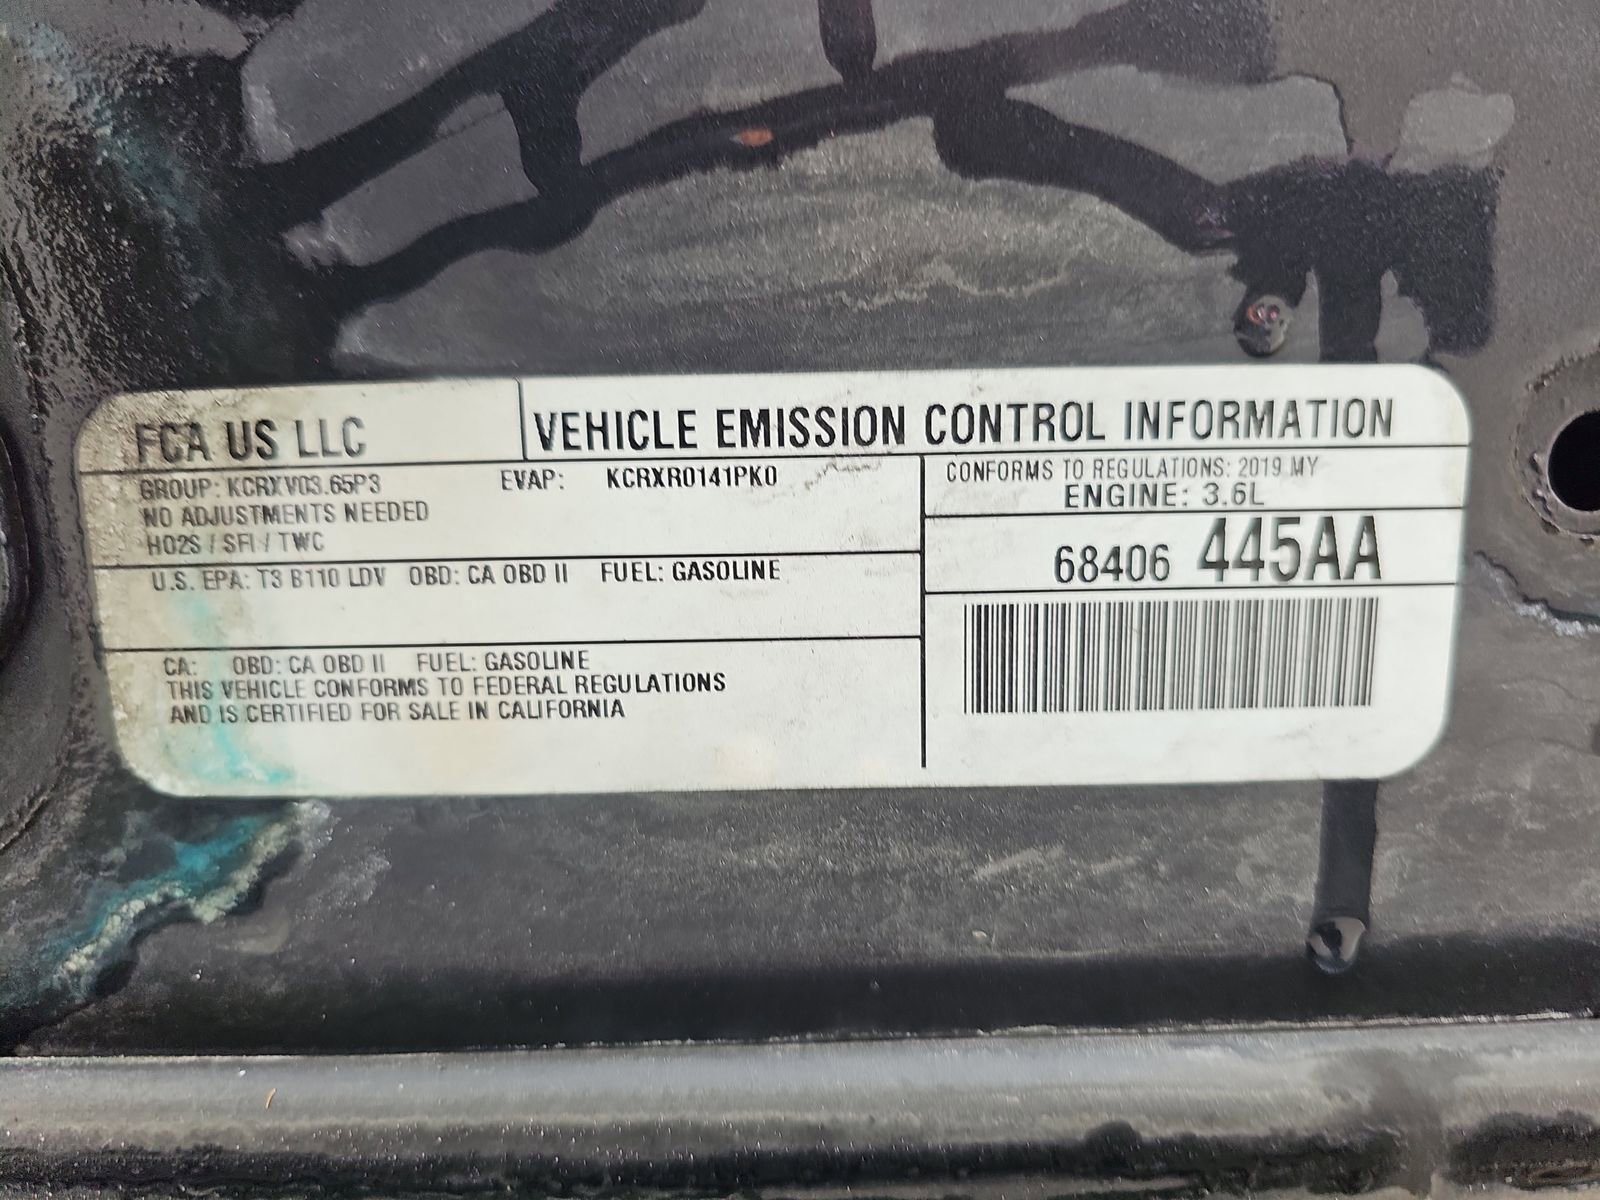 FCA US LLC
VEHICLE EMISSION CONTROL INFORMATION
GROUP: KCRXV03.65P3 EVAP: KCRXR0141PK0
NO ADJUSTMENTS NEEDED
HO2S / SFI / TWC
U.S. EPA: T3 B110 LDV OBD: CA OBD II FUEL: GASOLINE
CA: OBD: CA OBD II FUEL: GASOLINE
THIS VEHICLE CONFORMS TO FEDERAL REGULATIONS
AND IS CERTIFIED FOR SALE IN CALIFORNIA
CONFORMS TO REGULATIONS: 2019 MY
ENGINE: 3.6L
68406 445AA